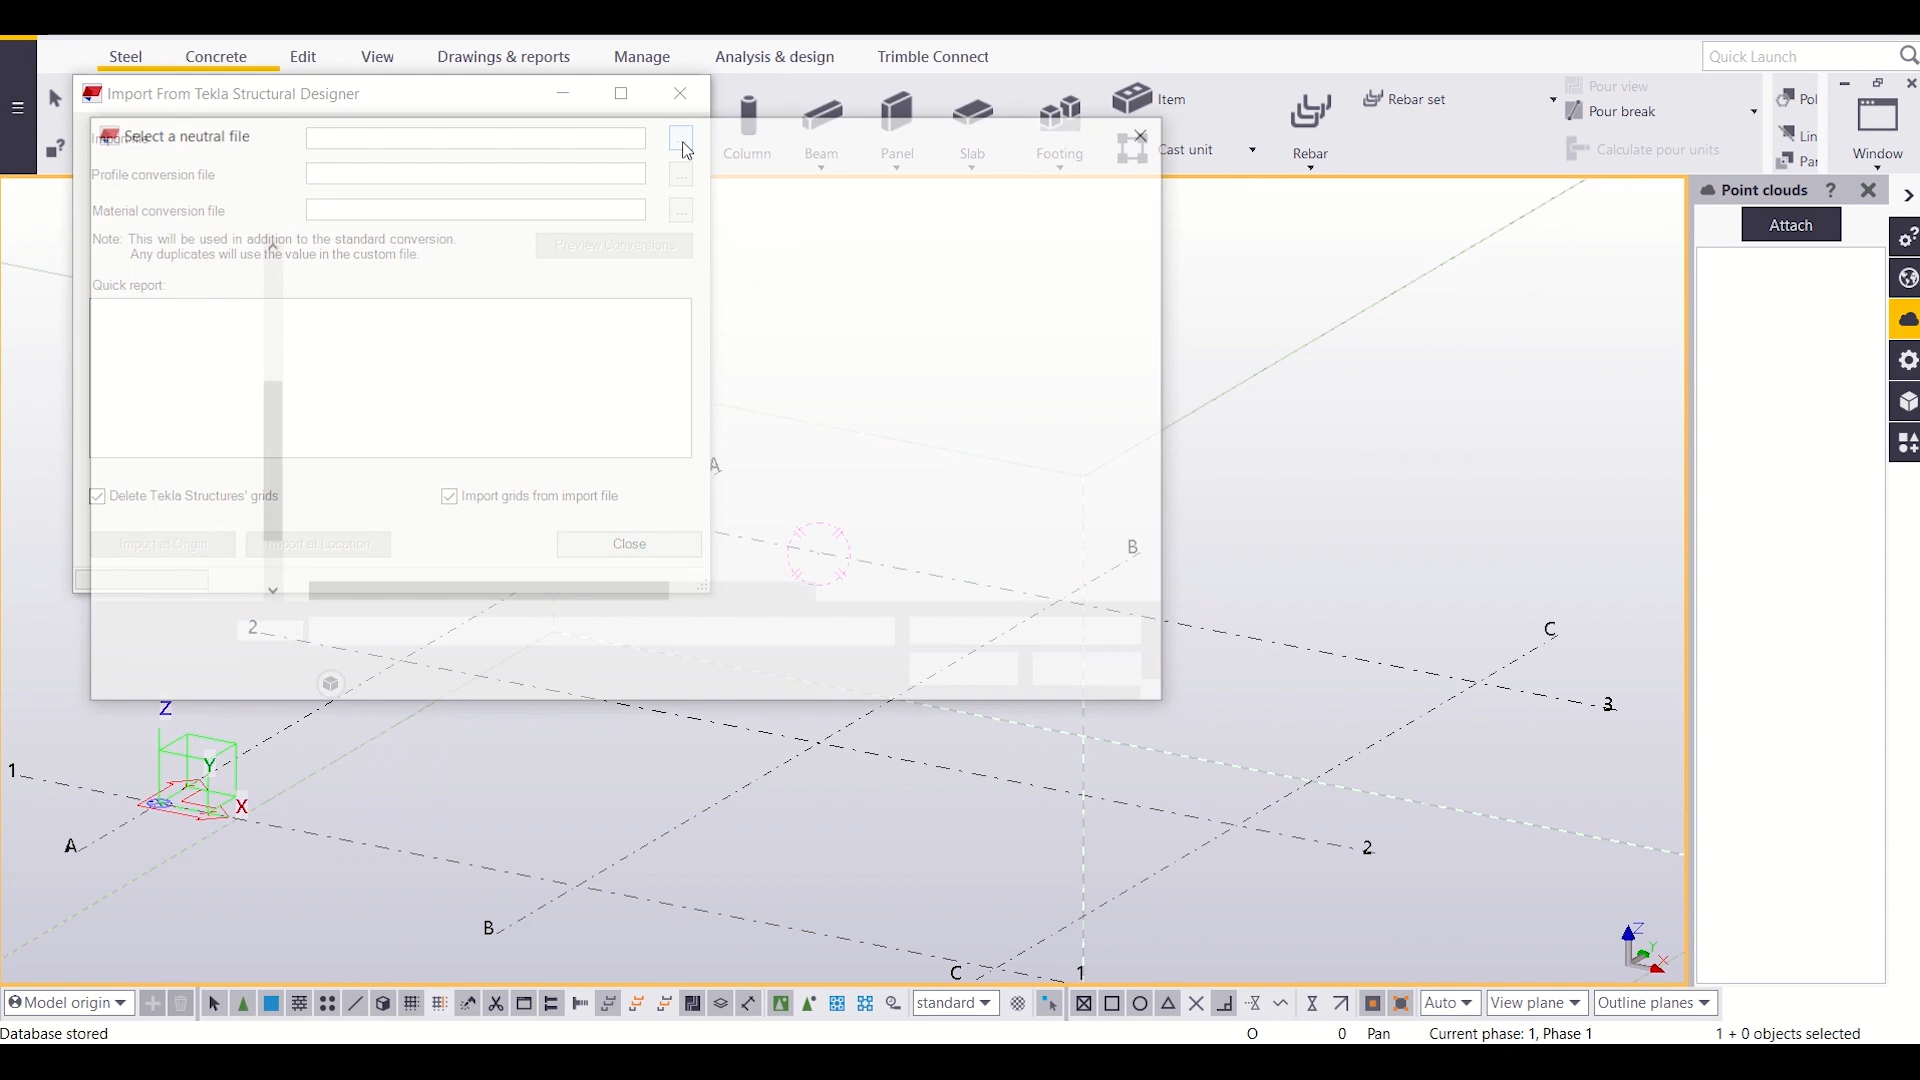 Steel Concrete Edit View Drawings & reports Manage Analysis & design Trimble Connect Quick Launch
Import From Tekla Structural Designer
Select a neutral file
Profile conversion file
Material conversion file
Note: This will be used in addition to the standard conversion.
Any duplicates will use the value in the custom file.
Preview Conversions
Quick report:
Delete Tekla Structures' grids Import grids from import file
Import at Origin Import at Location Close
Column Beam Panel Slab Footing
Item
Cast unit
Rebar
Rebar set
Pour view
Pour break
Calculate pour units
Pol
Lin
Par
Window
Point clouds ?
Attach
A
B
C
2
3
Z
Y
X
1
A
2
B
C
1
Z
Y
X
Model origin standard Auto View plane Outline planes
Database stored O 0 Pan Current phase: 1, Phase 1 1 + 0 objects selected